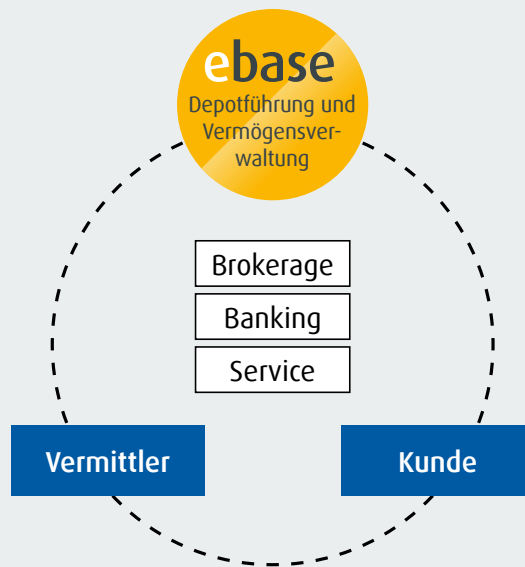 ebase
Depotführung und
Vermögensver-
waltung
Brokerage
Banking
Service
Vermittler
Kunde